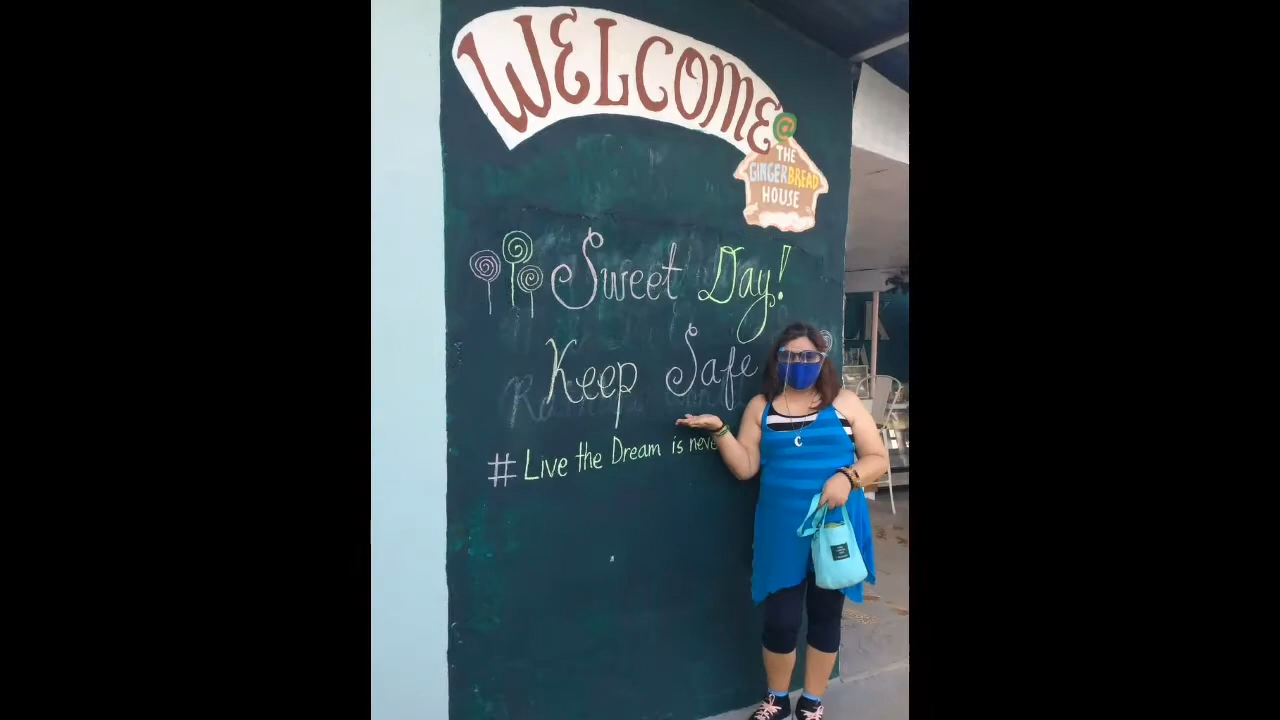 WELCOME
@
THE
GINGERBREAD
HOUSE
Sweet Day!
Keep Safe
#Live the Dream is neve
C